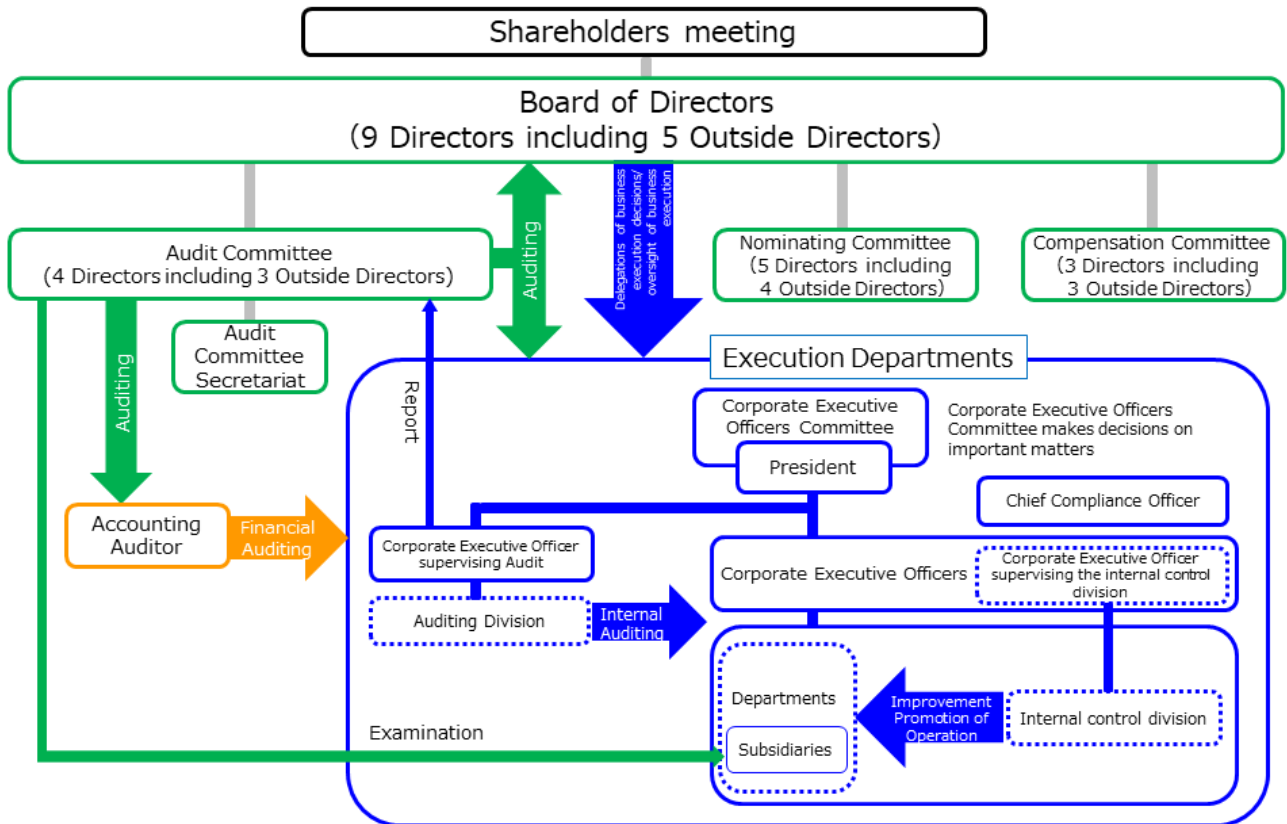 Shareholders meeting
Board of Directors
(9 Directors including 5 Outside Directors)
Delegations of business
execution decisions/
oversight of business
execution
Auditing
Audit Committee
(4 Directors including 3 Outside Directors)
Nominating Committee
(5 Directors including
4 Outside Directors)
Compensation Committee
(3 Directors including
3 Outside Directors)
Audit
Committee
Secretariat
Auditing
Report
Execution Departments
Corporate Executive
Officers Committee
Corporate Executive Officers
Committee makes decisions on
important matters
President
Chief Compliance Officer
Accounting
Auditor
Financial
Auditing
Corporate Executive Officer
supervising Audit
Corporate Executive Officers
Corporate Executive Officer
supervising the internal control
division
Auditing Division
Internal
Auditing
Departments
Improvement
Promotion of
Operation
Internal control division
Examination
Subsidiaries